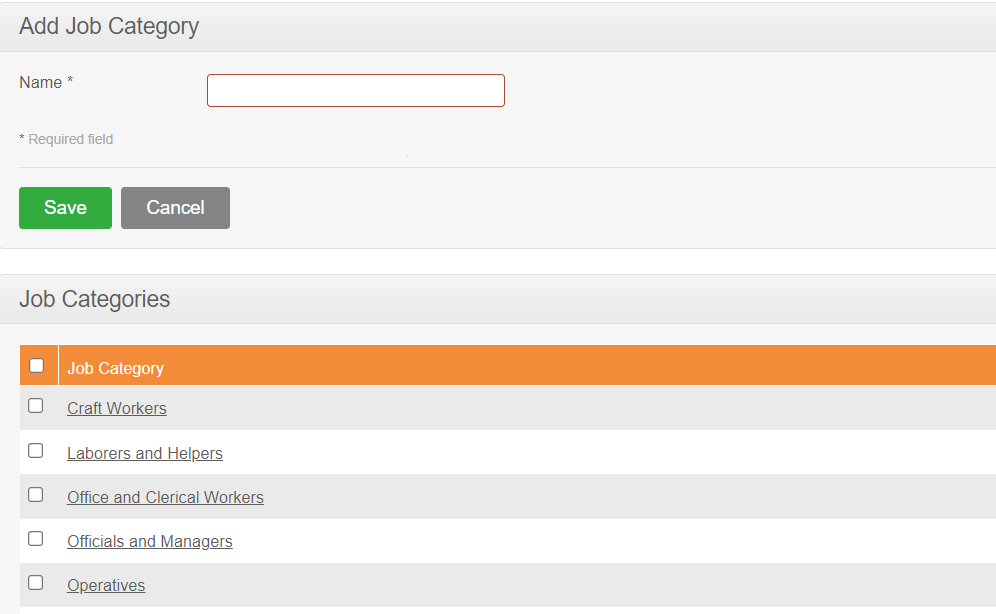 Add Job Category
Name *
* Required field
Save Cancel
Job Categories
Job Category
Craft Workers
Laborers and Helpers
Office and Clerical Workers
Officials and Managers
Operatives